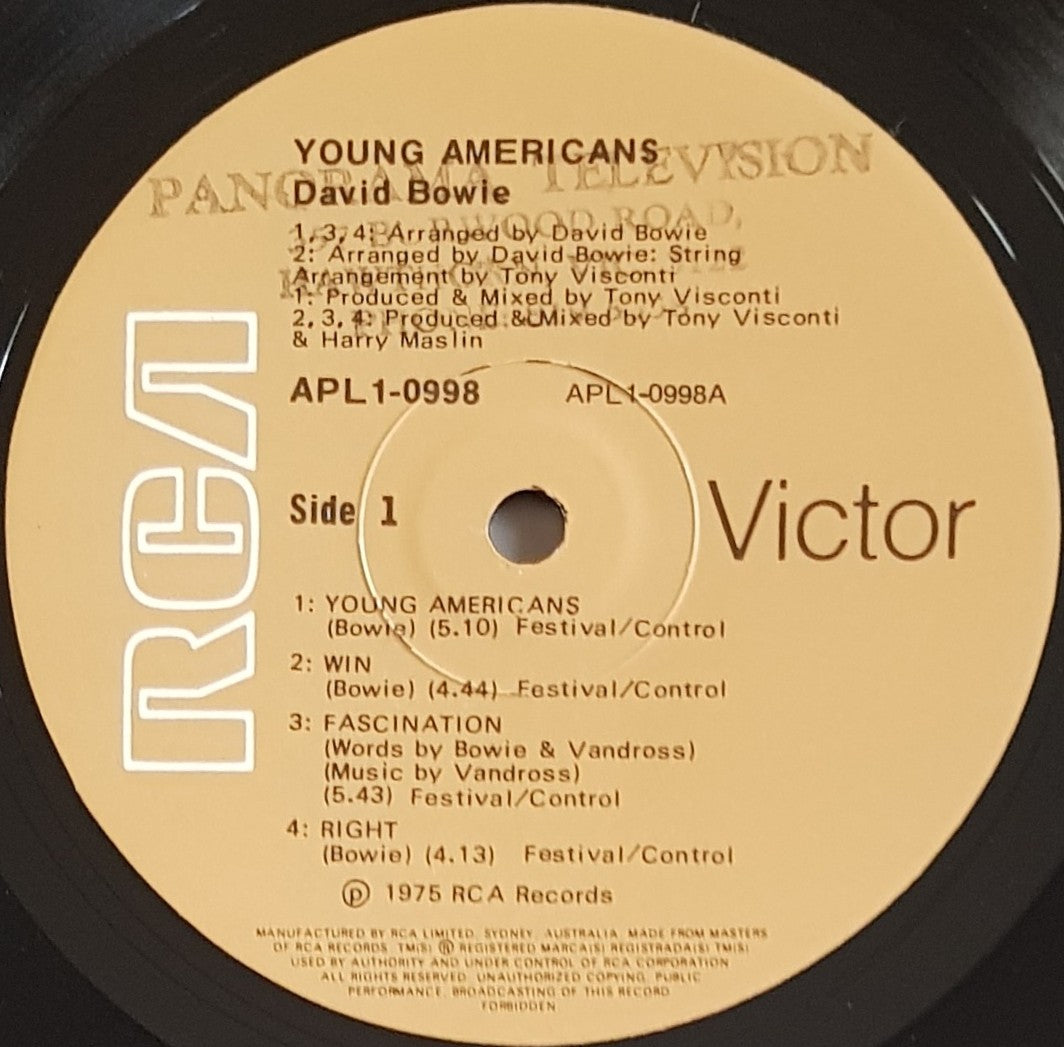 YOUNG AMERICANS
David Bowie
PANORAMA TELEVISION
WOOD ROAD,
1, 3, 4: Arranged by David Bowie
2: Arranged by David Bowie: String
Arrangement by Tony Visconti
1: Produced & Mixed by Tony Visconti
2, 3, 4: Produced & Mixed by Tony Visconti
& Harry Maslin
APL1-0998 APL1-0998A
RCA
Side 1
Victor
1: YOUNG AMERICANS
(Bowie) (5.10) Festival/Control
2: WIN
(Bowie) (4.44) Festival/Control
3: FASCINATION
(Words by Bowie & Vandross)
(Music by Vandross)
(5.43) Festival/Control
4: RIGHT
(Bowie) (4.13) Festival/Control
℗ 1975 RCA Records
MANUFACTURED BY RCA LIMITED, SYDNEY, AUSTRALIA. MADE FROM MASTERS
OF RCA RECORDS. TM(S) ® REGISTERED MARCA(S) REGISTRADA(S) TM(S)
USED BY AUTHORITY AND UNDER CONTROL OF RCA CORPORATION
ALL RIGHTS RESERVED. UNAUTHORIZED COPYING, PUBLIC
PERFORMANCE, BROADCASTING OF THIS RECORD
FORBIDDEN